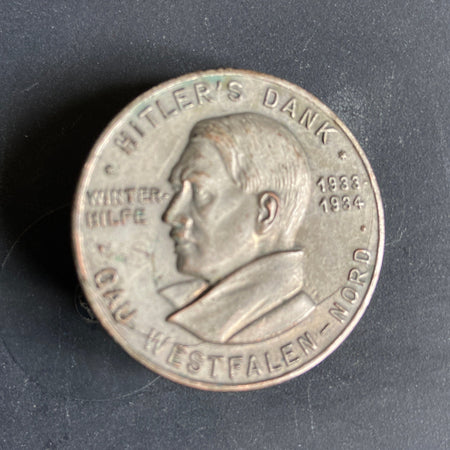 · HITLER'S DANK ·
WINTER-
HILFE
1933-
1934
GAU WESTFALEN-NORD